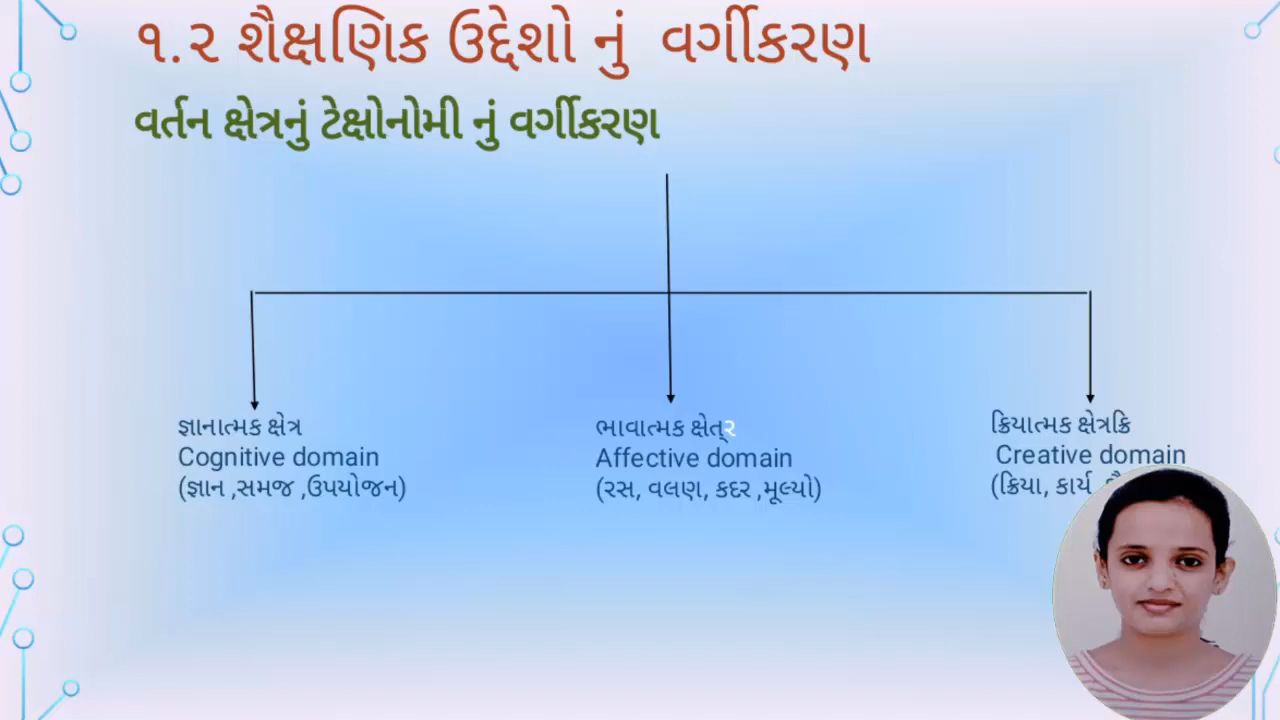 ૧.૨ શૈક્ષણિક ઉદ્દેશો નું વર્ગીકરણ
વર્તન ક્ષેત્રનું ટેક્ષોનોમી નું વર્ગીકરણ
જ્ઞાનાત્મક ક્ષેત્ર
Cognitive domain
(જ્ઞાન ,સમજ ,ઉપયોજન)
ભાવાત્મક ક્ષેત્ર
Affective domain
(રસ, વલણ, કદર ,મૂલ્યો)
ક્રિયાત્મક ક્ષેત્રક્રિ
Creative domain
(ક્રિયા, કાર્ય